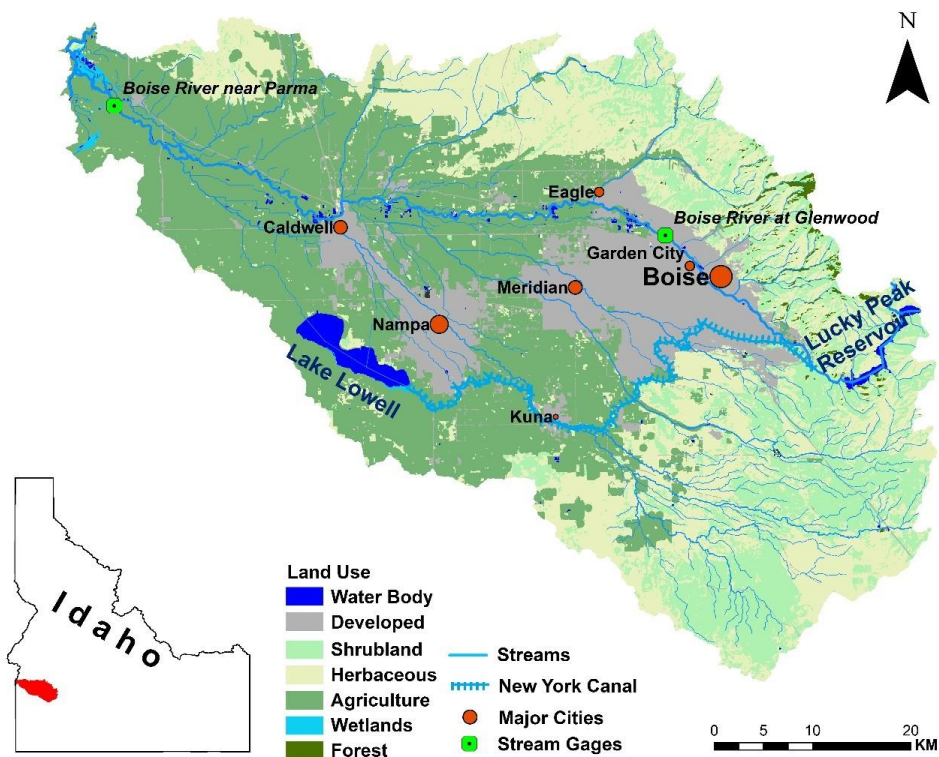 N
Boise River near Parma
Eagle
Boise River at Glenwood
Caldwell
Garden City
Boise
Meridian
Nampa
Lucky Peak
Reservoir
Lake Lowell
Kuna
Idaho
Land Use
Water Body
Developed
Shrubland
Herbaceous
Agriculture
Wetlands
Forest
Streams
New York Canal
Major Cities
Stream Gages
0 5 10 20
KM